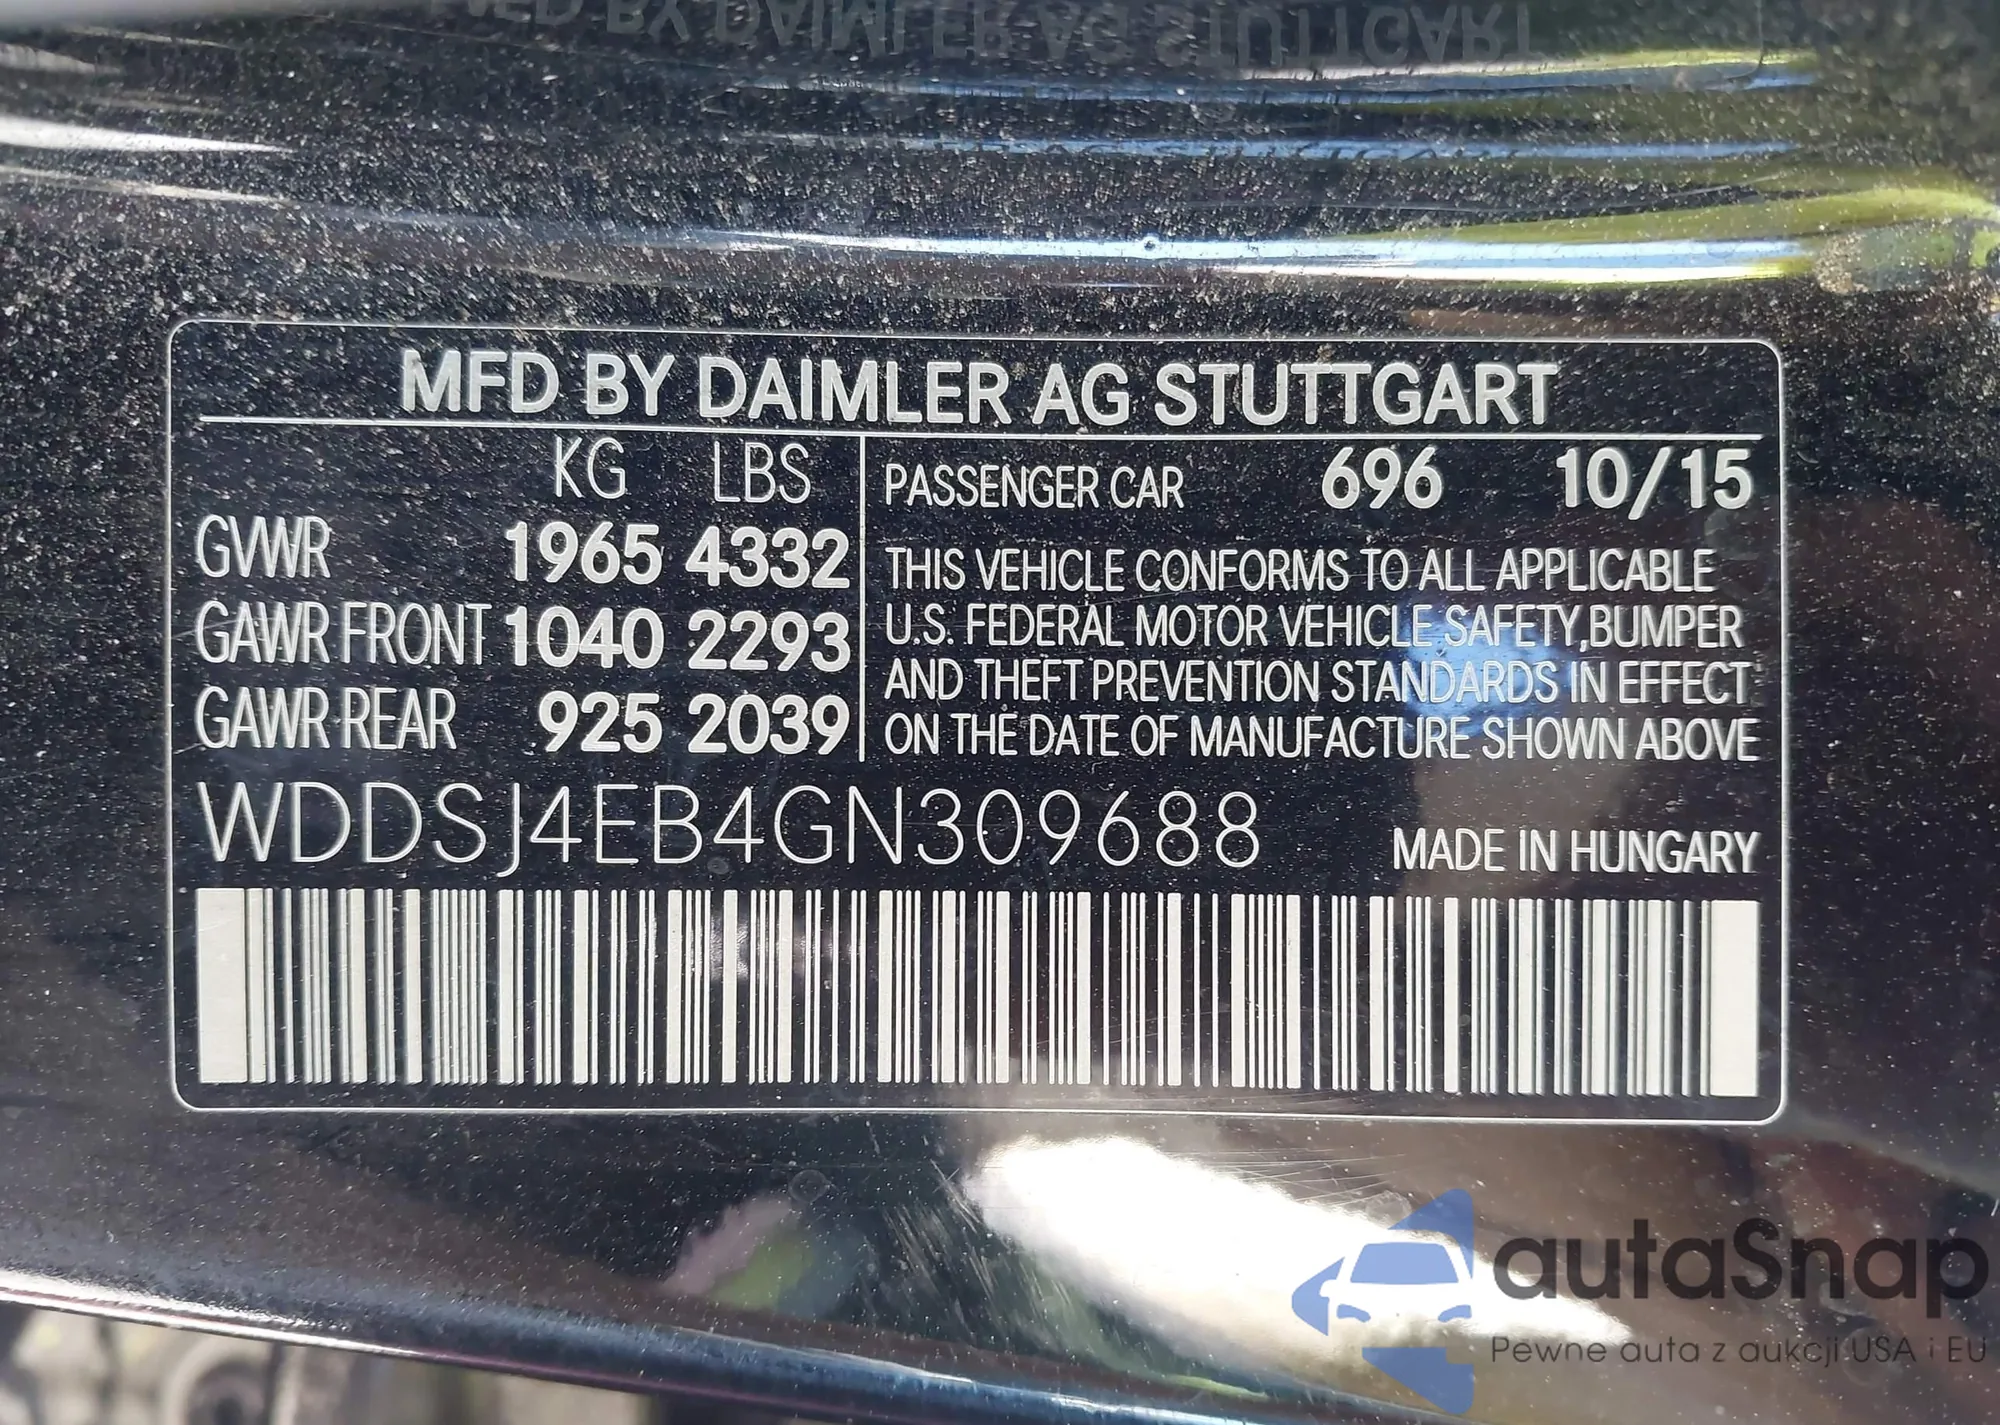 MFD BY DAIMLER AG STUTTGART
KG LBS
GVWR 1965 4332
GAWR FRONT 1040 2293
GAWR REAR 925 2039
PASSENGER CAR 696 10/15
THIS VEHICLE CONFORMS TO ALL APPLICABLE
U.S. FEDERAL MOTOR VEHICLE SAFETY,BUMPER
AND THEFT PREVENTION STANDARDS IN EFFECT
ON THE DATE OF MANUFACTURE SHOWN ABOVE
WDDSJ4EB4GN309688
MADE IN HUNGARY
autaSnap
Pewne auta z aukcji USA i EU